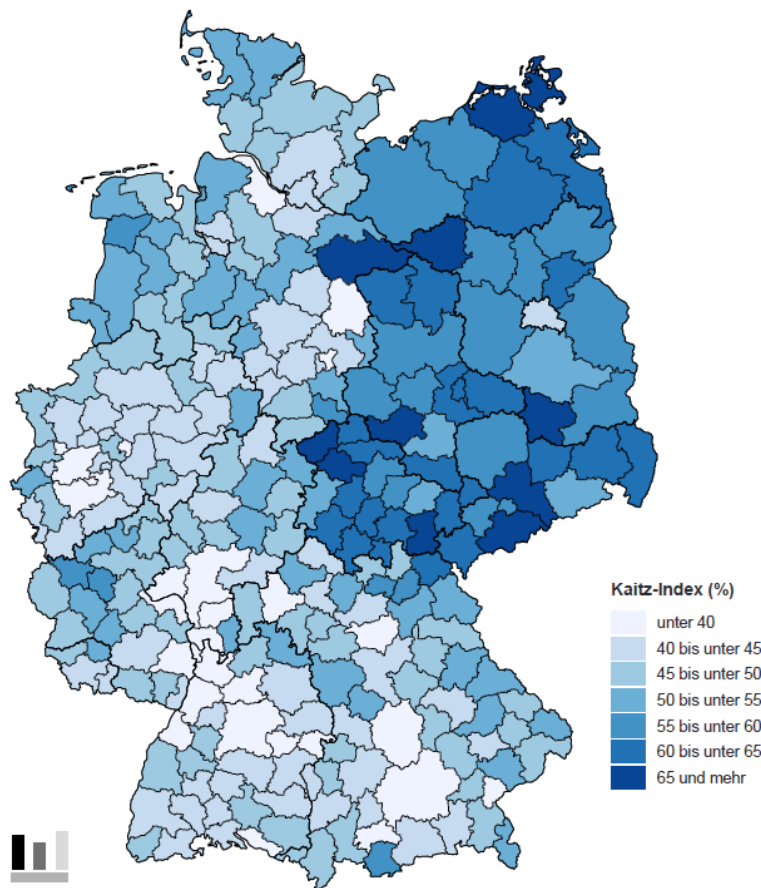 Kaitz-Index (%)
unter 40
40 bis unter 45
45 bis unter 50
50 bis unter 55
55 bis unter 60
60 bis unter 65
65 und mehr